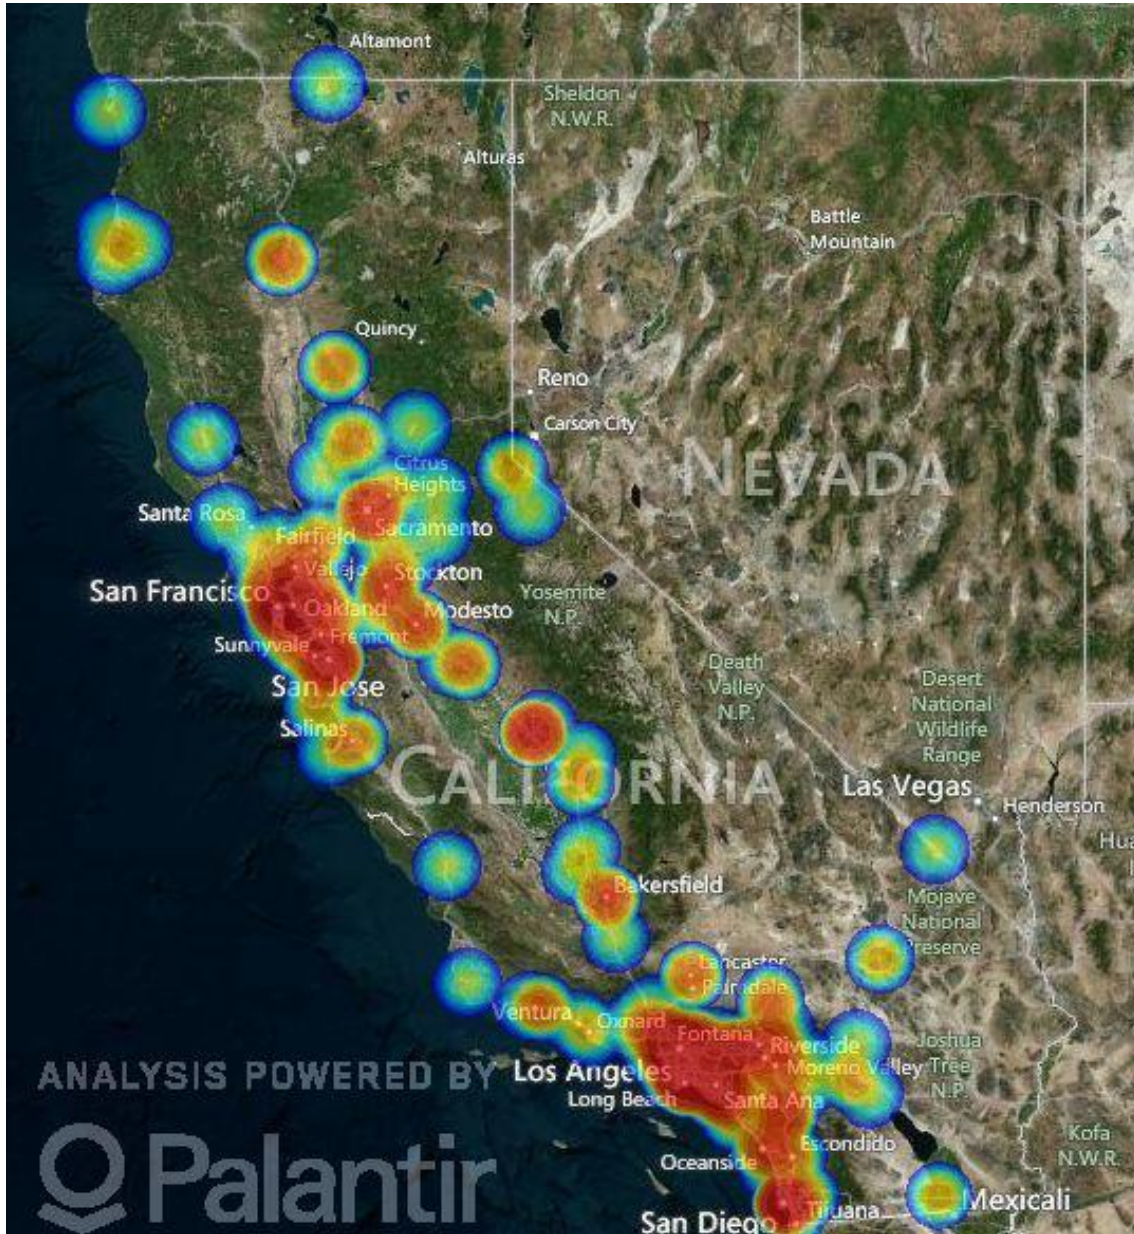 Altamont
Sheldon
N.W.R.
Alturas
Battle
Mountain
Quincy
Reno
Carson City
NEVADA
Citrus
Heights
Santa Rosa
Sacramento
Fairfield
Vallejo
Stockton
San Francisco
Oakland
Modesto
Yosemite
N.P.
Sunnyvale
Fremont
San Jose
Death
Valley
N.P.
Desert
National
Wildlife
Range
Salinas
CALIFORNIA
Las Vegas
Henderson
Bakersfield
Mojave
National
Preserve
Lancaster
Palmdale
Ventura
Oxnard
Fontana
Riverside
Joshua
Tree
N.P.
Los Angeles
Moreno Valley
Long Beach
Santa Ana
ANALYSIS POWERED BY
Palantir
Escondido
Kofa
N.W.R.
Oceanside
Mexicali
San Diego
Tijuana